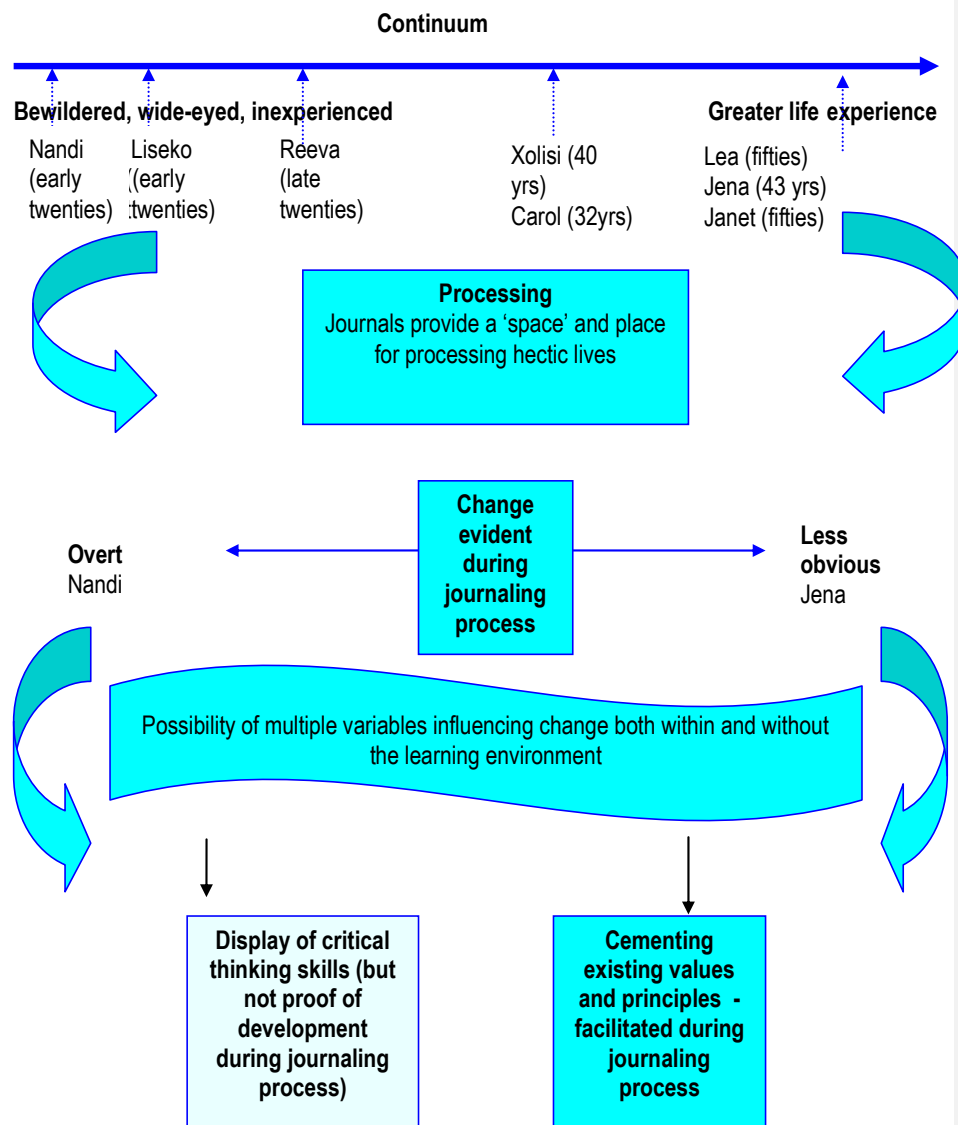 Continuum
Bewildered, wide-eyed, inexperienced
Greater life experience
Nandi
(early
twenties)
Liseko
((early
twenties)
Reeva
(late
twenties)
Xolisi (40
yrs)
Carol (32yrs)
Lea (fifties)
Jena (43 yrs)
Janet (fifties)
Processing
Journals provide a ‘space’ and place
for processing hectic lives
Overt
Nandi
Change
evident
during
journaling
process
Less
obvious
Jena
Possibility of multiple variables influencing change both within and without
the learning environment
Display of critical
thinking skills (but
not proof of
development
during journaling
process)
Cementing
existing values
and principles -
facilitated during
journaling
process